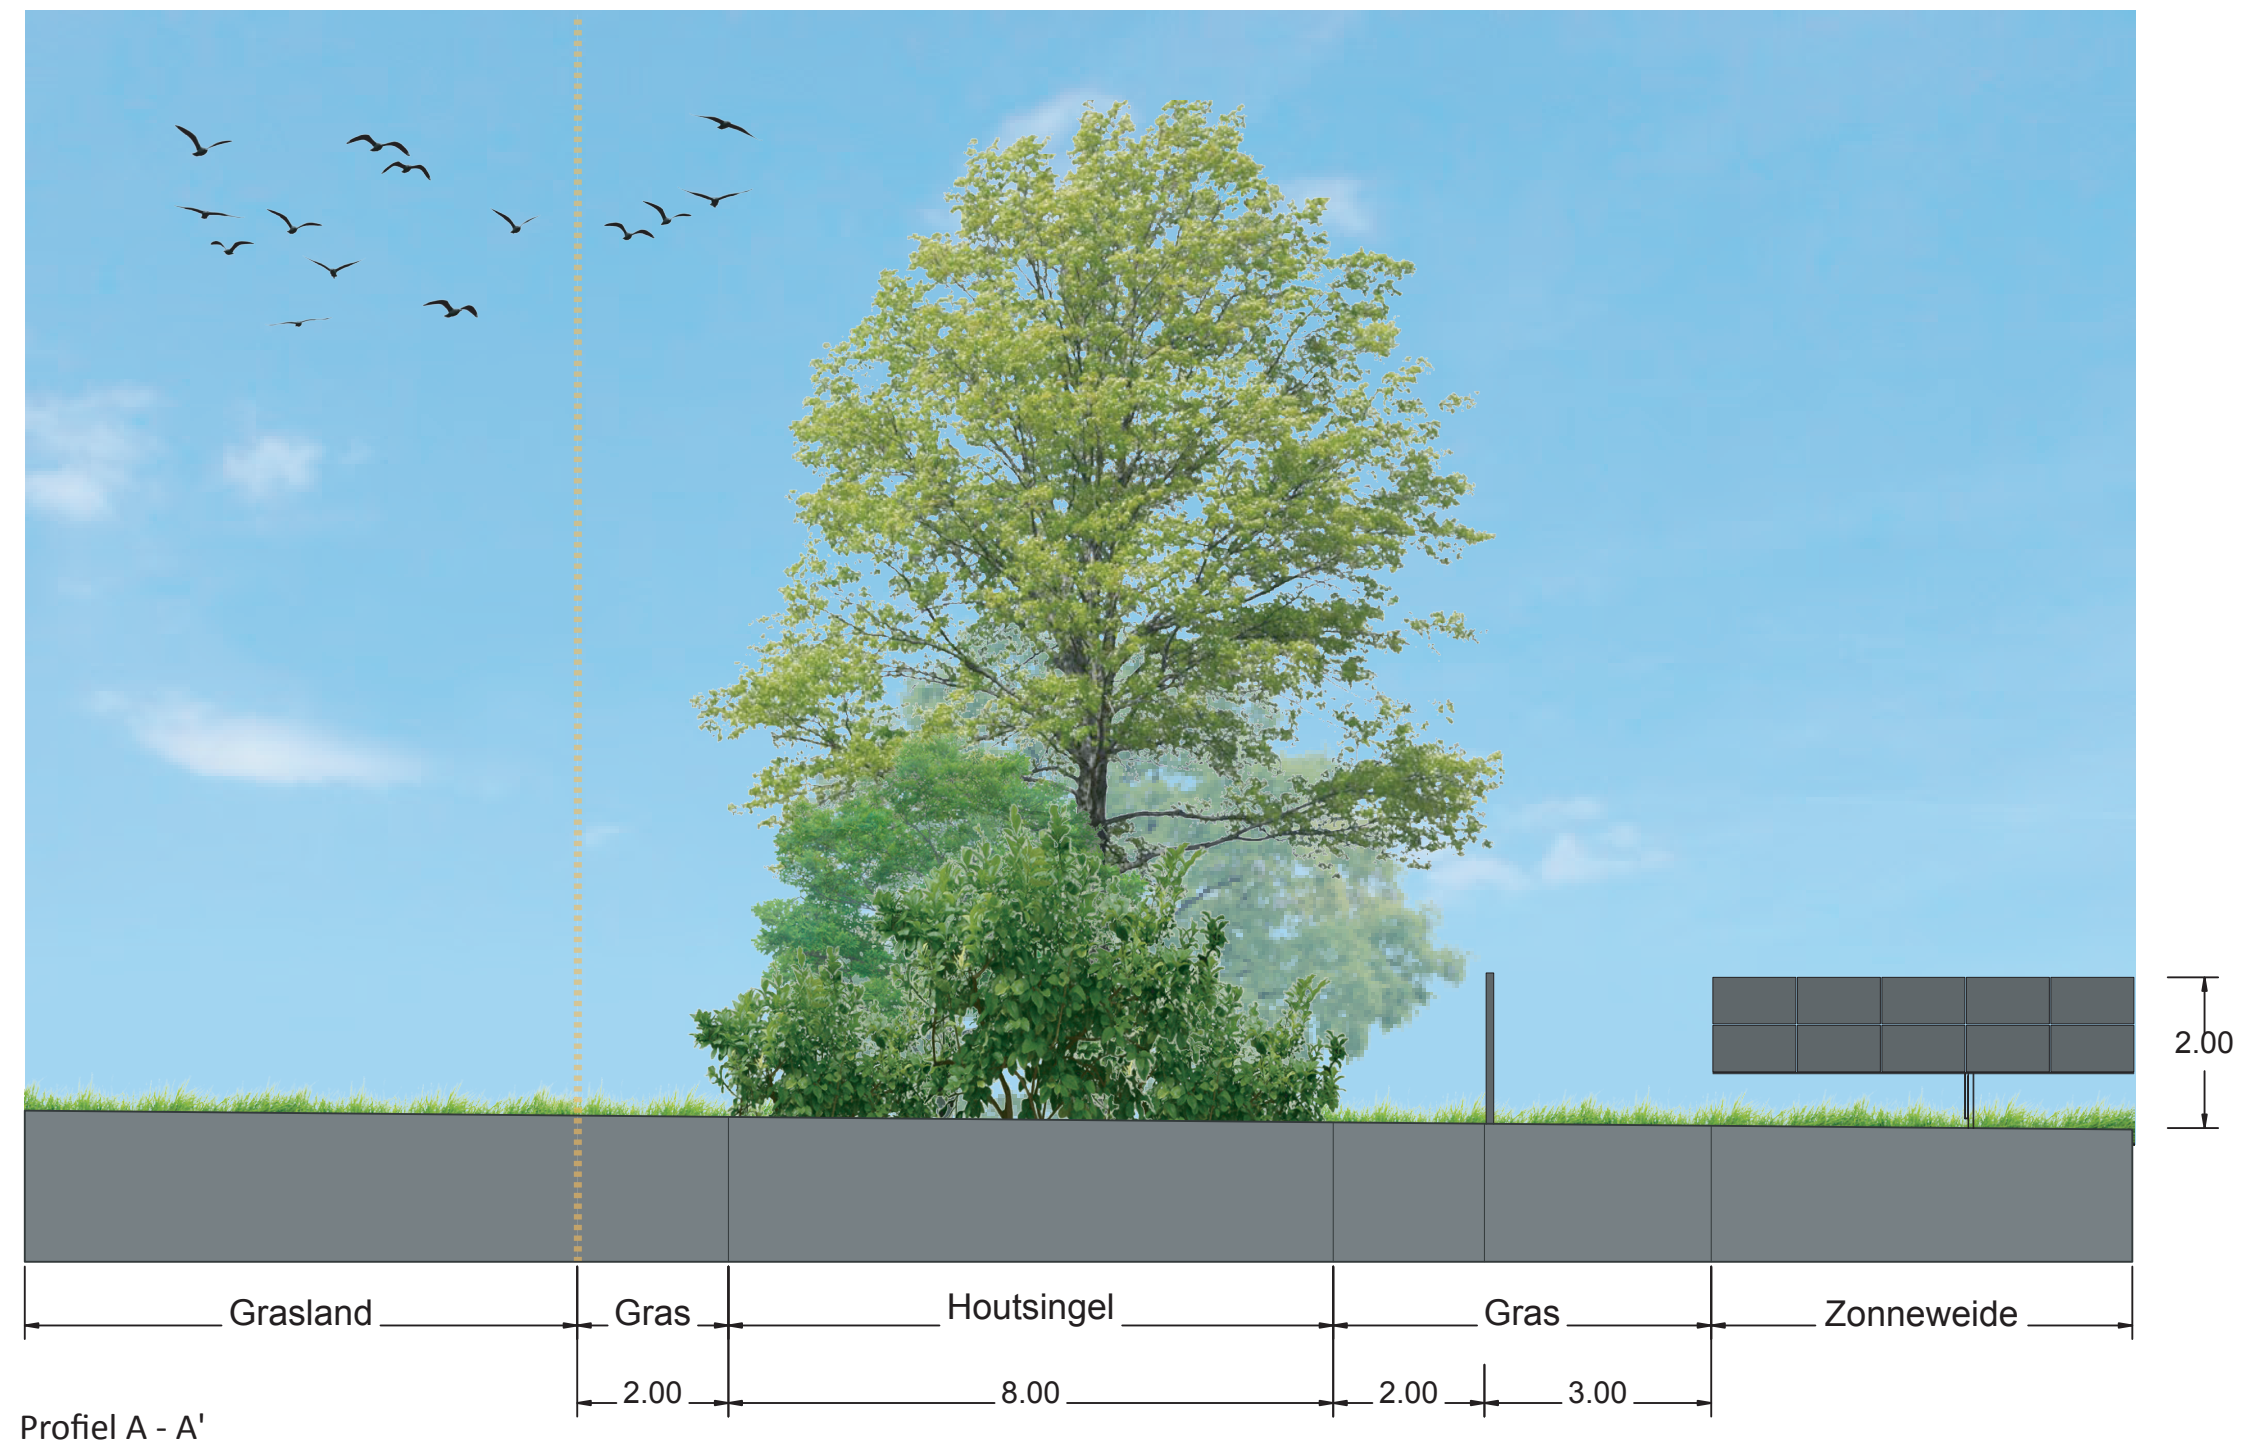 2.00
Grasland Gras Houtsingel Gras Zonneweide
2.00 8.00 2.00 3.00
Profiel A - A'